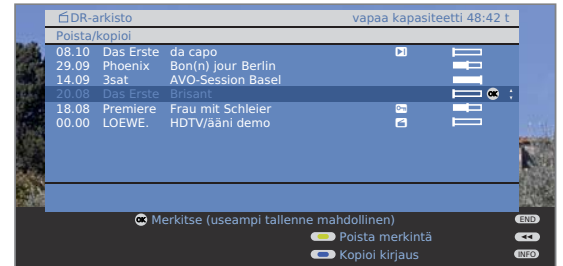 DR-arkisto vapaa kapasiteetti 48:42 t
Poista/kopioi
08.10 Das Erste da capo
29.09 Phoenix Bon(n) jour Berlin
14.09 3sat AVO-Session Basel
20.08 Das Erste Brisant OK
18.08 Premiere Frau mit Schleier
00.00 LOEWE. HDTV/ääni demo
OK Merkitse (useampi tallenne mahdollinen) END
Poista merkintä
Kopioi kirjaus INFO